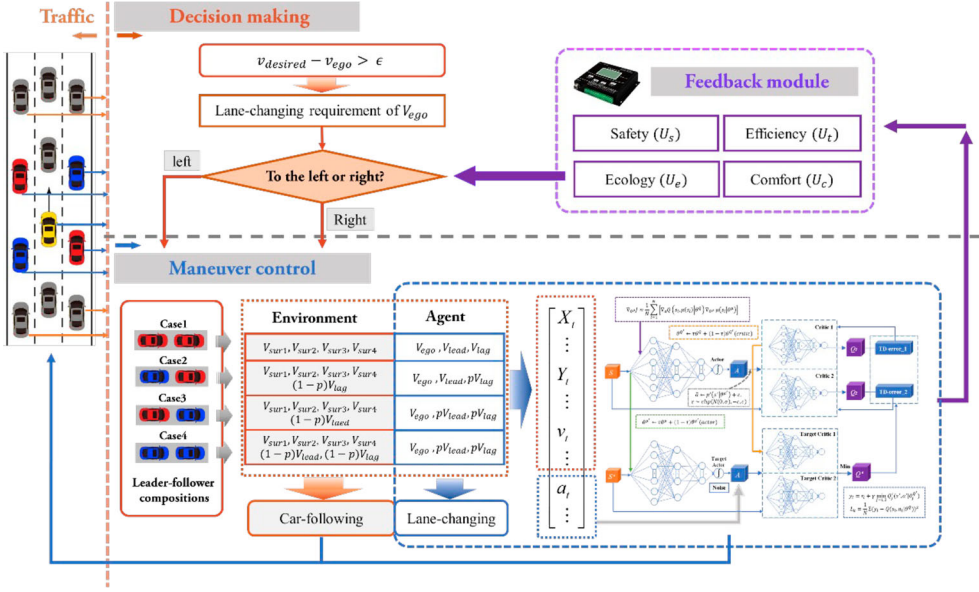 Traffic
Decision making
v_desired − v_ego > ϵ
Lane-changing requirement of V_ego
To the left or right?
left
Right
Feedback module
Safety (U_s)
Efficiency (U_t)
Ecology (U_e)
Comfort (U_c)
Maneuver control
Case1
Case2
Case3
Case4
Leader-follower
compositions
Environment
Agent
V_sur1, V_sur2, V_sur3, V_sur4
V_ego, V_lead, V_lag
V_sur1, V_sur2, V_sur3, V_sur4
(1−p)V_lag
V_ego, V_lead, pV_lag
V_sur1, V_sur2, V_sur3, V_sur4
(1−p)V_laed
V_ego, pV_lead, pV_lag
V_sur1, V_sur2, V_sur3, V_sur4
(1−p)V_lead, (1−p)V_lag
V_ego, pV_lead, pV_lag
Car-following
Lane-changing
X_t
⋮
Y_t
⋮
v_t
⋮
a_t
⋮
Actor
A
Critic 1
Critic 2
TD-error_1
TD-error_2
Target
Actor
A
Noise
Target Critic 1
Target Critic 2
Min